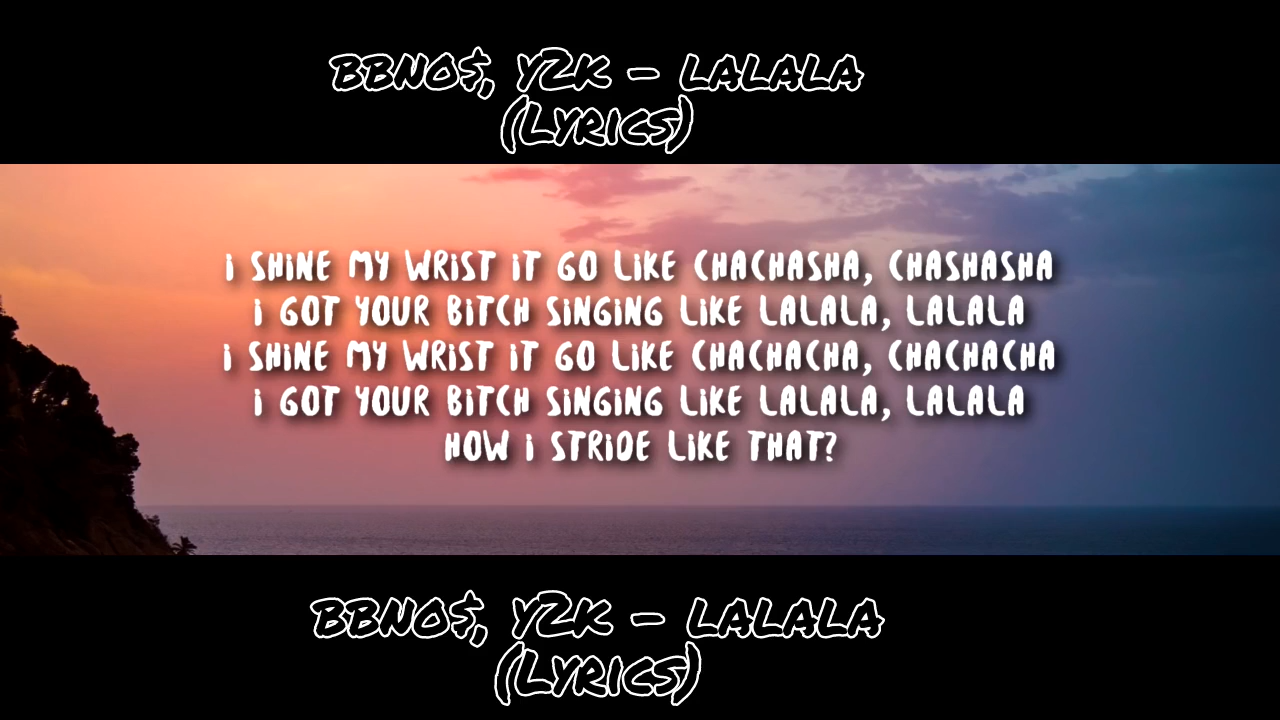 BBNO$, Y2K - LALALA
(LYRICS)
I SHINE MY WRIST IT GO LIKE CHACHASHA, CHASHASHA
I GOT YOUR BITCH SINGING LIKE LALALA, LALALA
I SHINE MY WRIST IT GO LIKE CHACHACHA, CHACHACHA
I GOT YOUR BITCH SINGING LIKE LALALA, LALALA
HOW I STRIDE LIKE THAT?
BBNO$, Y2K - LALALA
(LYRICS)